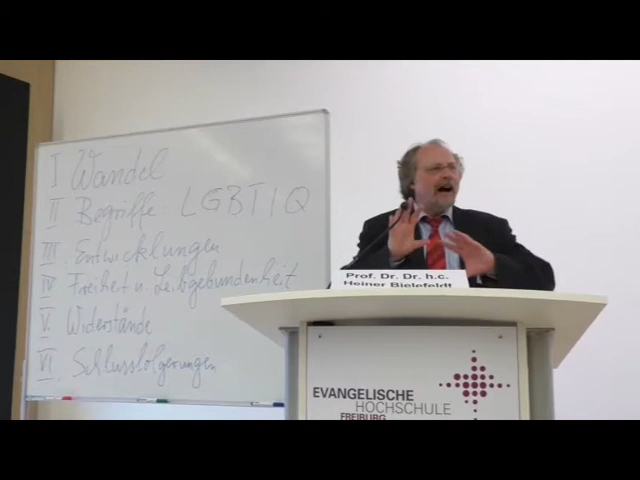 I Wandel
II Begriffe: LGBTIQ
III. Entwicklungen
IV Freiheit u. Leibgebundenheit
V. Widerstände
VI Schlussfolgerungen
Prof. Dr. Dr. h.c.
Heiner Bielefeldt
EVANGELISCHE
HOCHSCHULE
FREIBURG